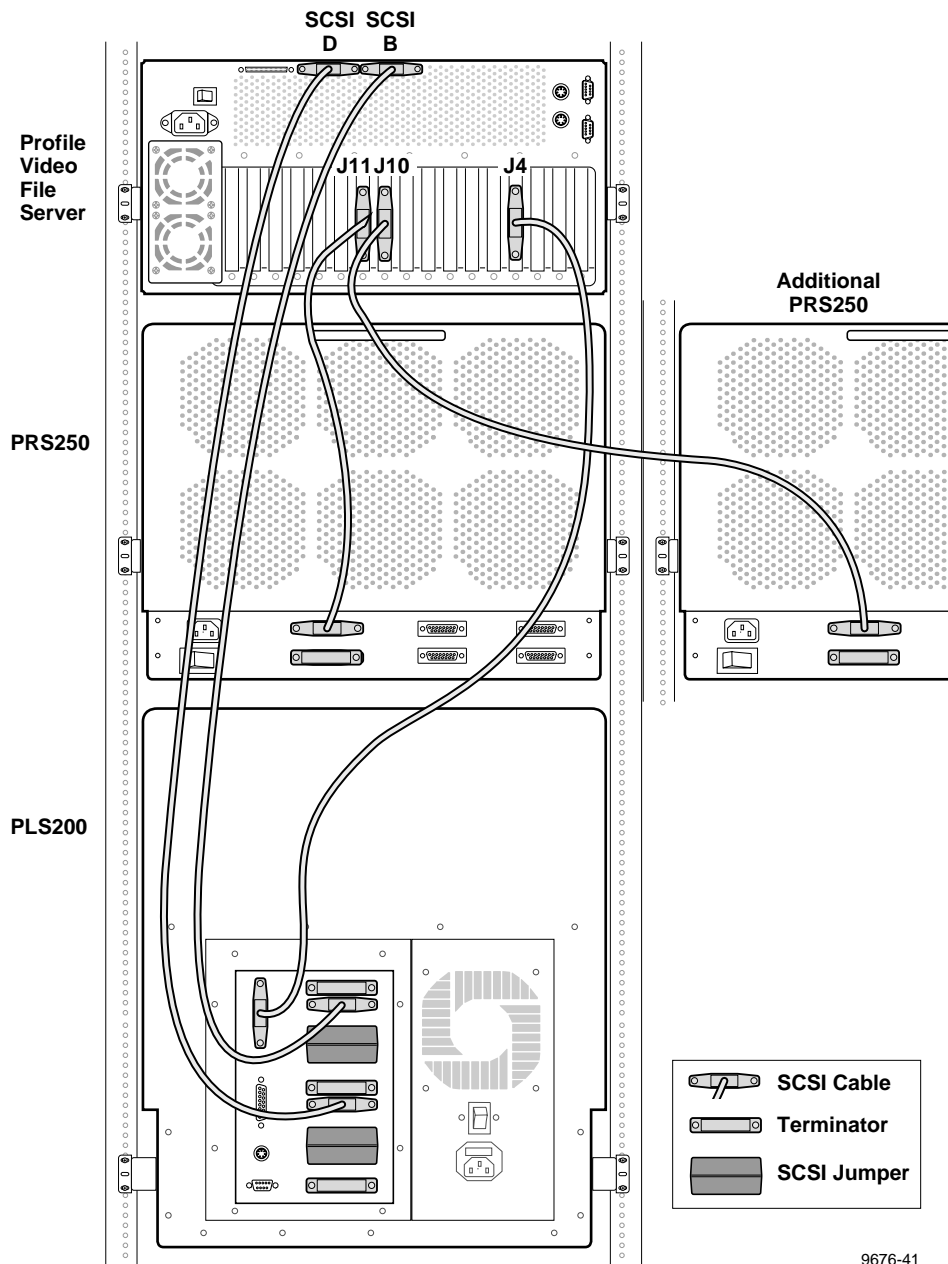 SCSI SCSI
D B
Profile
Video
File
Server
J11 J10 J4
Additional
PRS250
PRS250
PLS200
SCSI Cable
Terminator
SCSI Jumper
9676-41